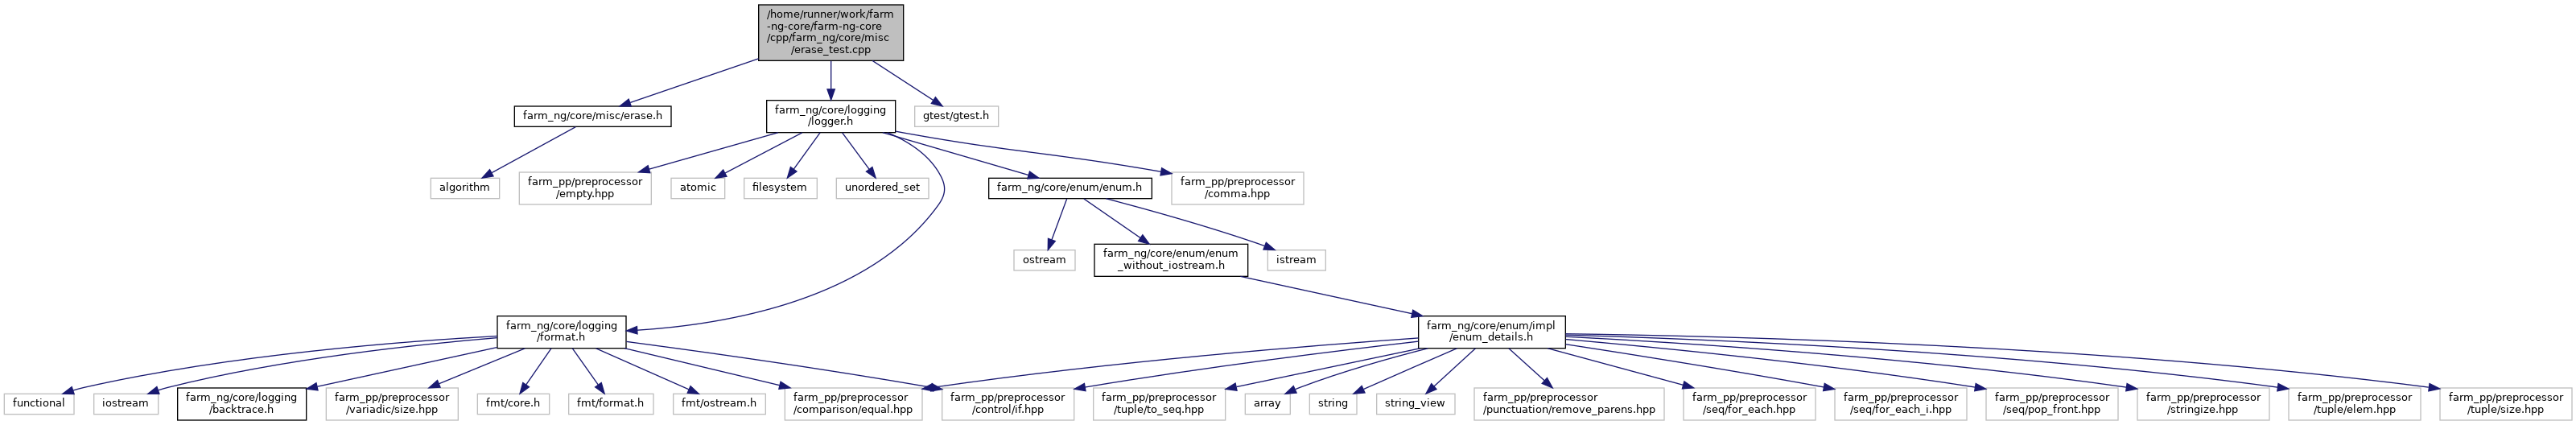 /home/runner/work/farm
-ng-core/farm-ng-core
/cpp/farm_ng/core/misc
/erase_test.cpp
farm_ng/core/misc/erase.h
farm_ng/core/logging
/logger.h
gtest/gtest.h
algorithm
farm_pp/preprocessor
/empty.hpp
atomic
filesystem
unordered_set
farm_ng/core/enum/enum.h
farm_pp/preprocessor
/comma.hpp
ostream
farm_ng/core/enum/enum
_without_iostream.h
istream
farm_ng/core/logging
/format.h
farm_ng/core/enum/impl
/enum_details.h
functional
iostream
farm_ng/core/logging
/backtrace.h
farm_pp/preprocessor
/variadic/size.hpp
fmt/core.h
fmt/format.h
fmt/ostream.h
farm_pp/preprocessor
/comparison/equal.hpp
farm_pp/preprocessor
/control/if.hpp
farm_pp/preprocessor
/tuple/to_seq.hpp
array
string
string_view
farm_pp/preprocessor
/punctuation/remove_parens.hpp
farm_pp/preprocessor
/seq/for_each.hpp
farm_pp/preprocessor
/seq/for_each_i.hpp
farm_pp/preprocessor
/seq/pop_front.hpp
farm_pp/preprocessor
/stringize.hpp
farm_pp/preprocessor
/tuple/elem.hpp
farm_pp/preprocessor
/tuple/size.hpp